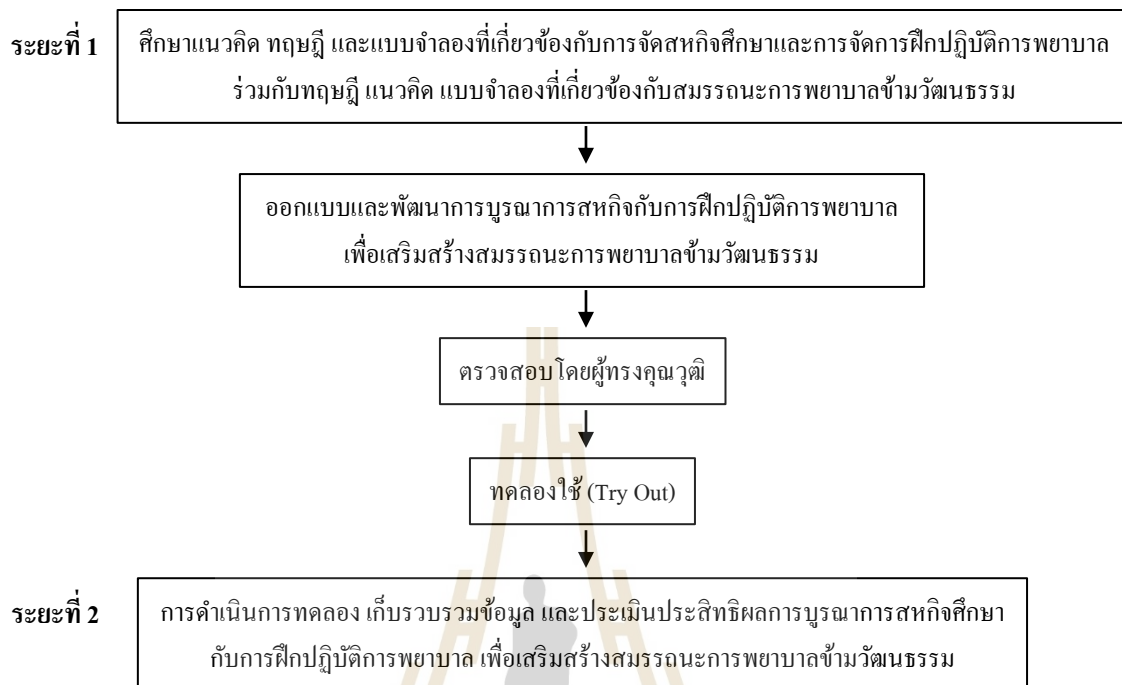 ระยะที่ 1
ศึกษาแนวคิด ทฤษฎี และแบบจำลองที่เกี่ยวข้องกับการจัดสหกิจศึกษาและการจัดการฝึกปฏิบัติการพยาบาล
ร่วมกับทฤษฎี แนวคิด แบบจำลองที่เกี่ยวข้องกับสมรรถนะการพยาบาลข้ามวัฒนธรรม
ออกแบบและพัฒนาการบูรณาการสหกิจกับการฝึกปฏิบัติการพยาบาล
เพื่อเสริมสร้างสมรรถนะการพยาบาลข้ามวัฒนธรรม
ตรวจสอบโดยผู้ทรงคุณวุฒิ
ทดลองใช้ (Try Out)
ระยะที่ 2
การดำเนินการทดลอง เก็บรวบรวมข้อมูล และประเมินประสิทธิผลการบูรณาการสหกิจศึกษา
กับการฝึกปฏิบัติการพยาบาล เพื่อเสริมสร้างสมรรถนะการพยาบาลข้ามวัฒนธรรม